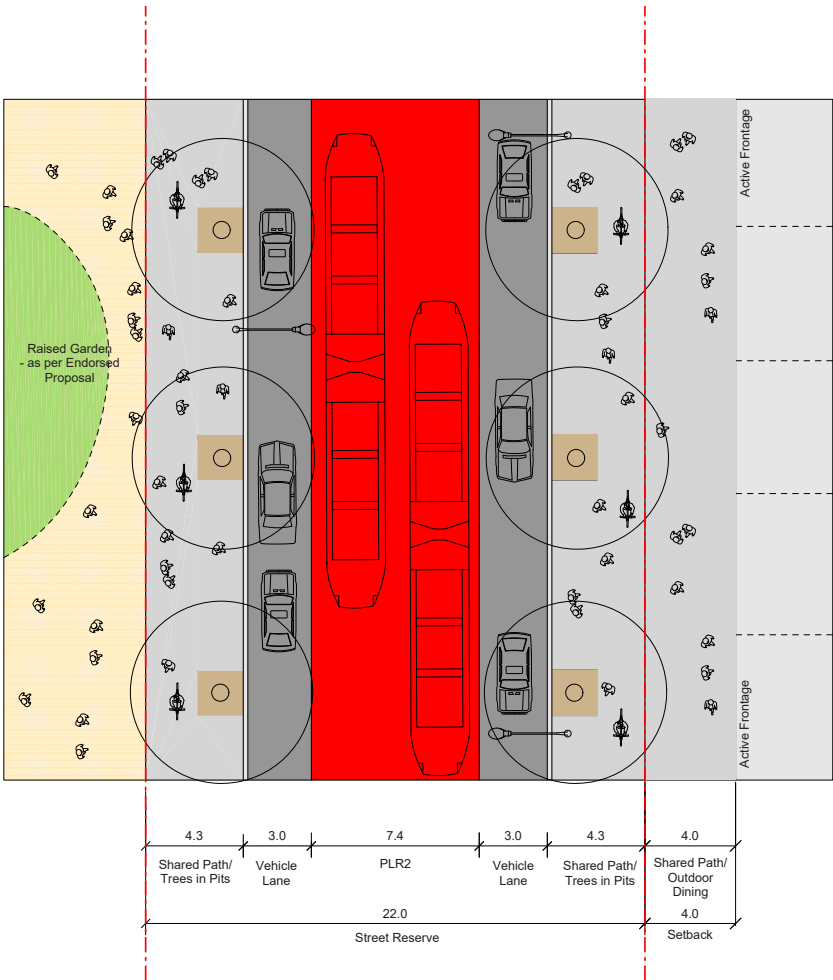 Active Frontage
Raised Garden
- as per Endorsed
Proposal
Active Frontage
4.3
3.0
7.4
3.0
4.3
4.0
Shared Path/
Trees in Pits
Vehicle
Lane
PLR2
Vehicle
Lane
Shared Path/
Trees in Pits
Shared Path/
Outdoor
Dining
22.0
4.0
Street Reserve
Setback